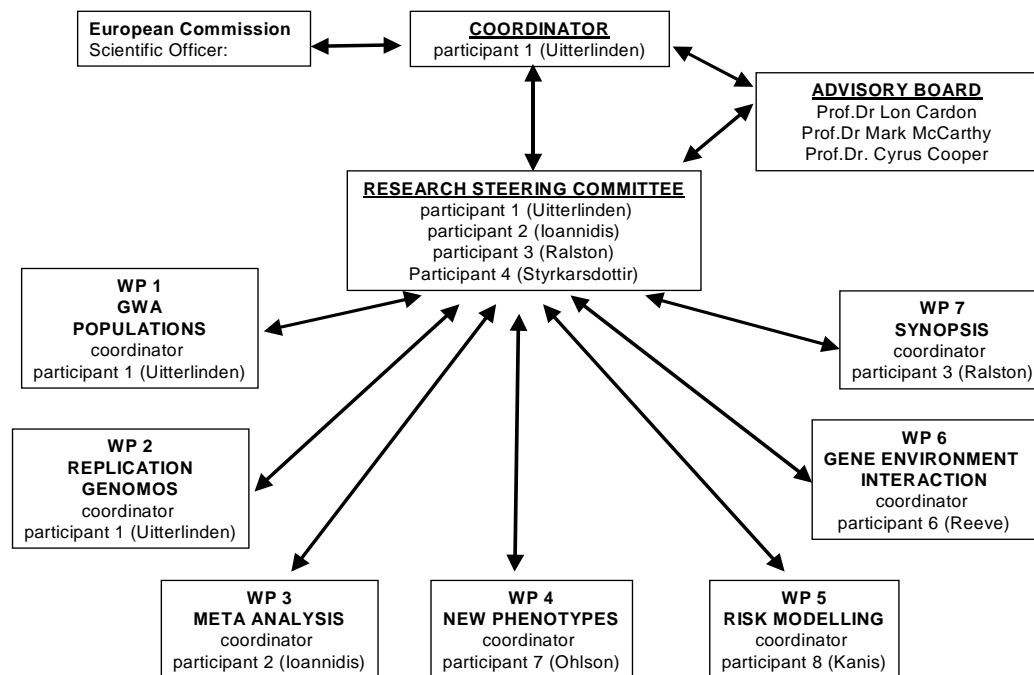 European Commission
Scientific Officer:
COORDINATOR
participant 1 (Uitterlinden)
ADVISORY BOARD
Prof.Dr Lon Cardon
Prof.Dr Mark McCarthy
Prof.Dr. Cyrus Cooper
RESEARCH STEERING COMMITTEE
participant 1 (Uitterlinden)
participant 2 (Ioannidis)
participant 3 (Ralston)
Participant 4 (Styrkarsdottir)
WP 1
GWA
POPULATIONS
coordinator
participant 1 (Uitterlinden)
WP 7
SYNOPSIS
coordinator
participant 3 (Ralston)
WP 2
REPLICATION
GENOMOS
coordinator
participant 1 (Uitterlinden)
WP 6
GENE ENVIRONMENT
INTERACTION
coordinator
participant 6 (Reeve)
WP 3
META ANALYSIS
coordinator
participant 2 (Ioannidis)
WP 4
NEW PHENOTYPES
coordinator
participant 7 (Ohlson)
WP 5
RISK MODELLING
coordinator
participant 8 (Kanis)